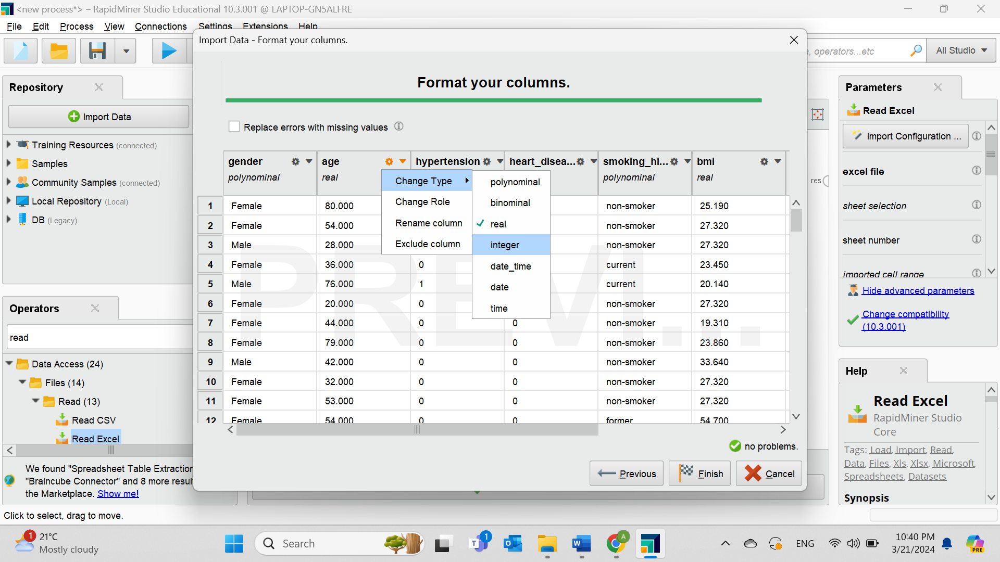 <new process*> – RapidMiner Studio Educational 10.3.001 @ LAPTOP-GN5ALFRE
File Edit Process View Connections Settings Extensions Help
Import Data - Format your columns.
, operators...etc
All Studio
Format your columns.
Repository
Import Data
Training Resources (connected)
Samples
Community Samples (connected)
Local Repository (Local)
DB (Legacy)
Replace errors with missing values
gender age hypertension heart_disea... smoking_hi... bmi
polynominal real polynominal real
Change Type
Change Role
Rename column
Exclude column
polynominal
binominal
real
integer
date_time
date
time
1 Female 80.000 non-smoker 25.190
2 Female 54.000 non-smoker 27.320
3 Male 28.000 non-smoker 27.320
4 Female 36.000 0 current 23.450
5 Male 76.000 1 current 20.140
6 Female 20.000 0 non-smoker 27.320
7 Female 44.000 0 0 non-smoker 19.310
8 Female 79.000 0 0 non-smoker 23.860
9 Male 42.000 0 0 non-smoker 33.640
10 Female 32.000 0 0 non-smoker 27.320
11 Female 53.000 0 0 non-smoker 27.320
12 Female 54.000 0 0 former 54.700
PREVI...
no problems.
Previous Finish Cancel
Operators
read
Data Access (24)
Files (14)
Read (13)
Read CSV
Read Excel
We found "Spreadsheet Table Extraction
"Braincube Connector" and 8 more resul
the Marketplace. Show me!
Click to select, drag to move.
res
Parameters
Read Excel
Import Configuration ...
excel file
sheet selection
sheet number
imported cell range
Hide advanced parameters
Change compatibility
(10.3.001)
Help
Read Excel
RapidMiner Studio
Core
Tags: Load, Import, Read,
Data, Files, Xls, Xlsx, Microsoft,
Spreadsheets, Datasets
Synopsis
1 21°C
Mostly cloudy
Search
1
A
ENG
10:40 PM
3/21/2024
PRE